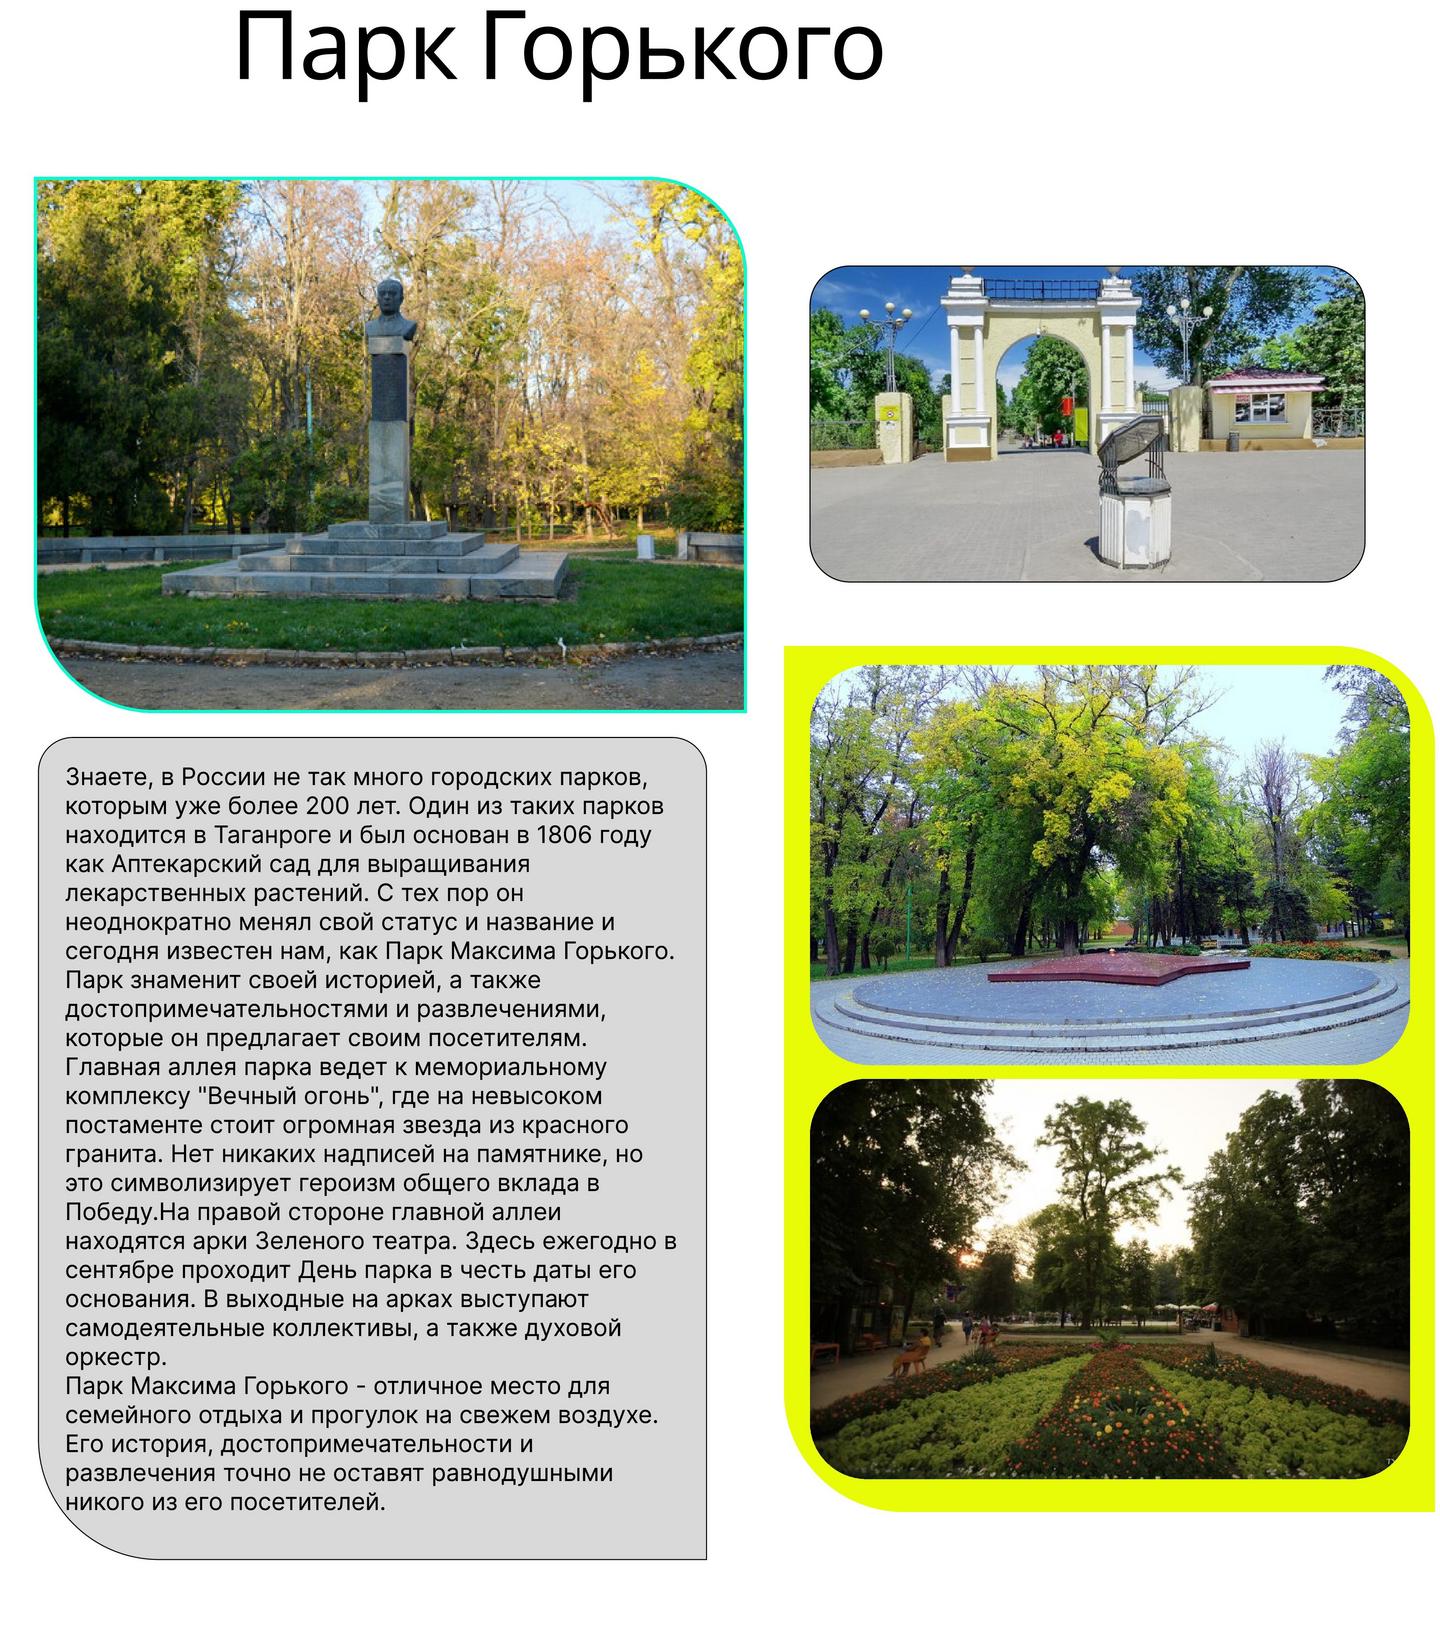 Парк Горького
Знаете, в России не так много городских парков,
которым уже более 200 лет. Один из таких парков
находится в Таганроге и был основан в 1806 году
как Аптекарский сад для выращивания
лекарственных растений. С тех пор он
неоднократно менял свой статус и название и
сегодня известен нам, как Парк Максима Горького.
Парк знаменит своей историей, а также
достопримечательностями и развлечениями,
которые он предлагает своим посетителям.
Главная аллея парка ведет к мемориальному
комплексу "Вечный огонь", где на невысоком
постаменте стоит огромная звезда из красного
гранита. Нет никаких надписей на памятнике, но
это символизирует героизм общего вклада в
Победу.На правой стороне главной аллеи
находятся арки Зеленого театра. Здесь ежегодно в
сентябре проходит День парка в честь даты его
основания. В выходные на арках выступают
самодеятельные коллективы, а также духовой
оркестр.
Парк Максима Горького - отличное место для
семейного отдыха и прогулок на свежем воздухе.
Его история, достопримечательности и
развлечения точно не оставят равнодушными
никого из его посетителей.